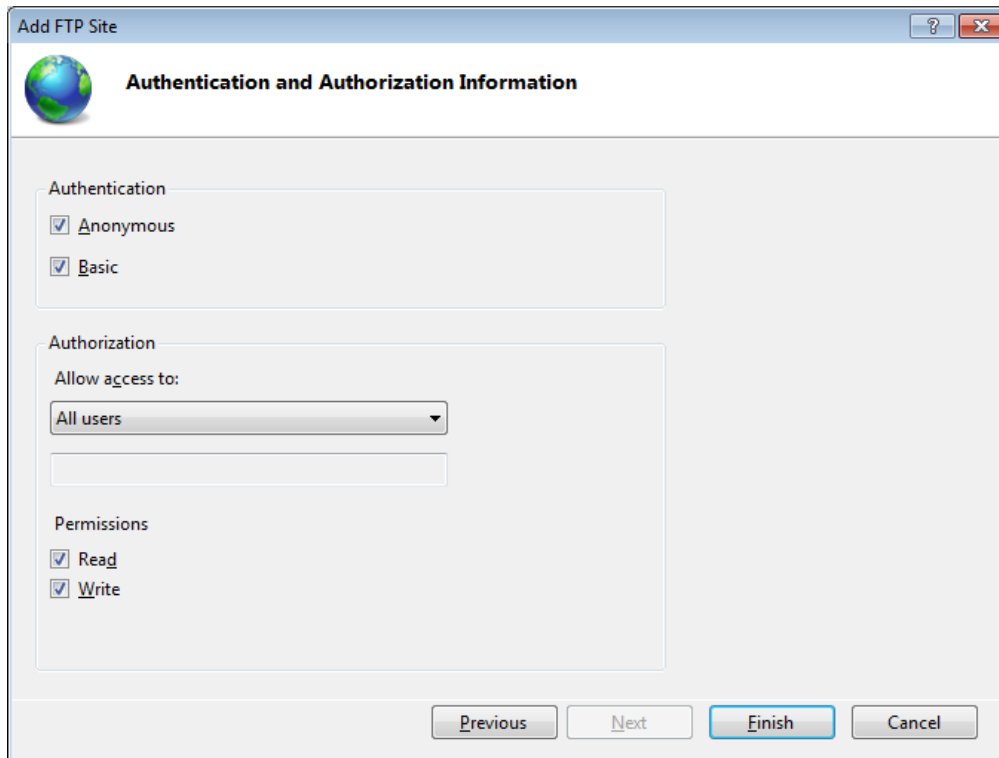 Add FTP Site
Authentication and Authorization Information
Authentication
Anonymous
Basic
Authorization
Allow access to:
All users
Permissions
Read
Write
Previous Next Finish Cancel